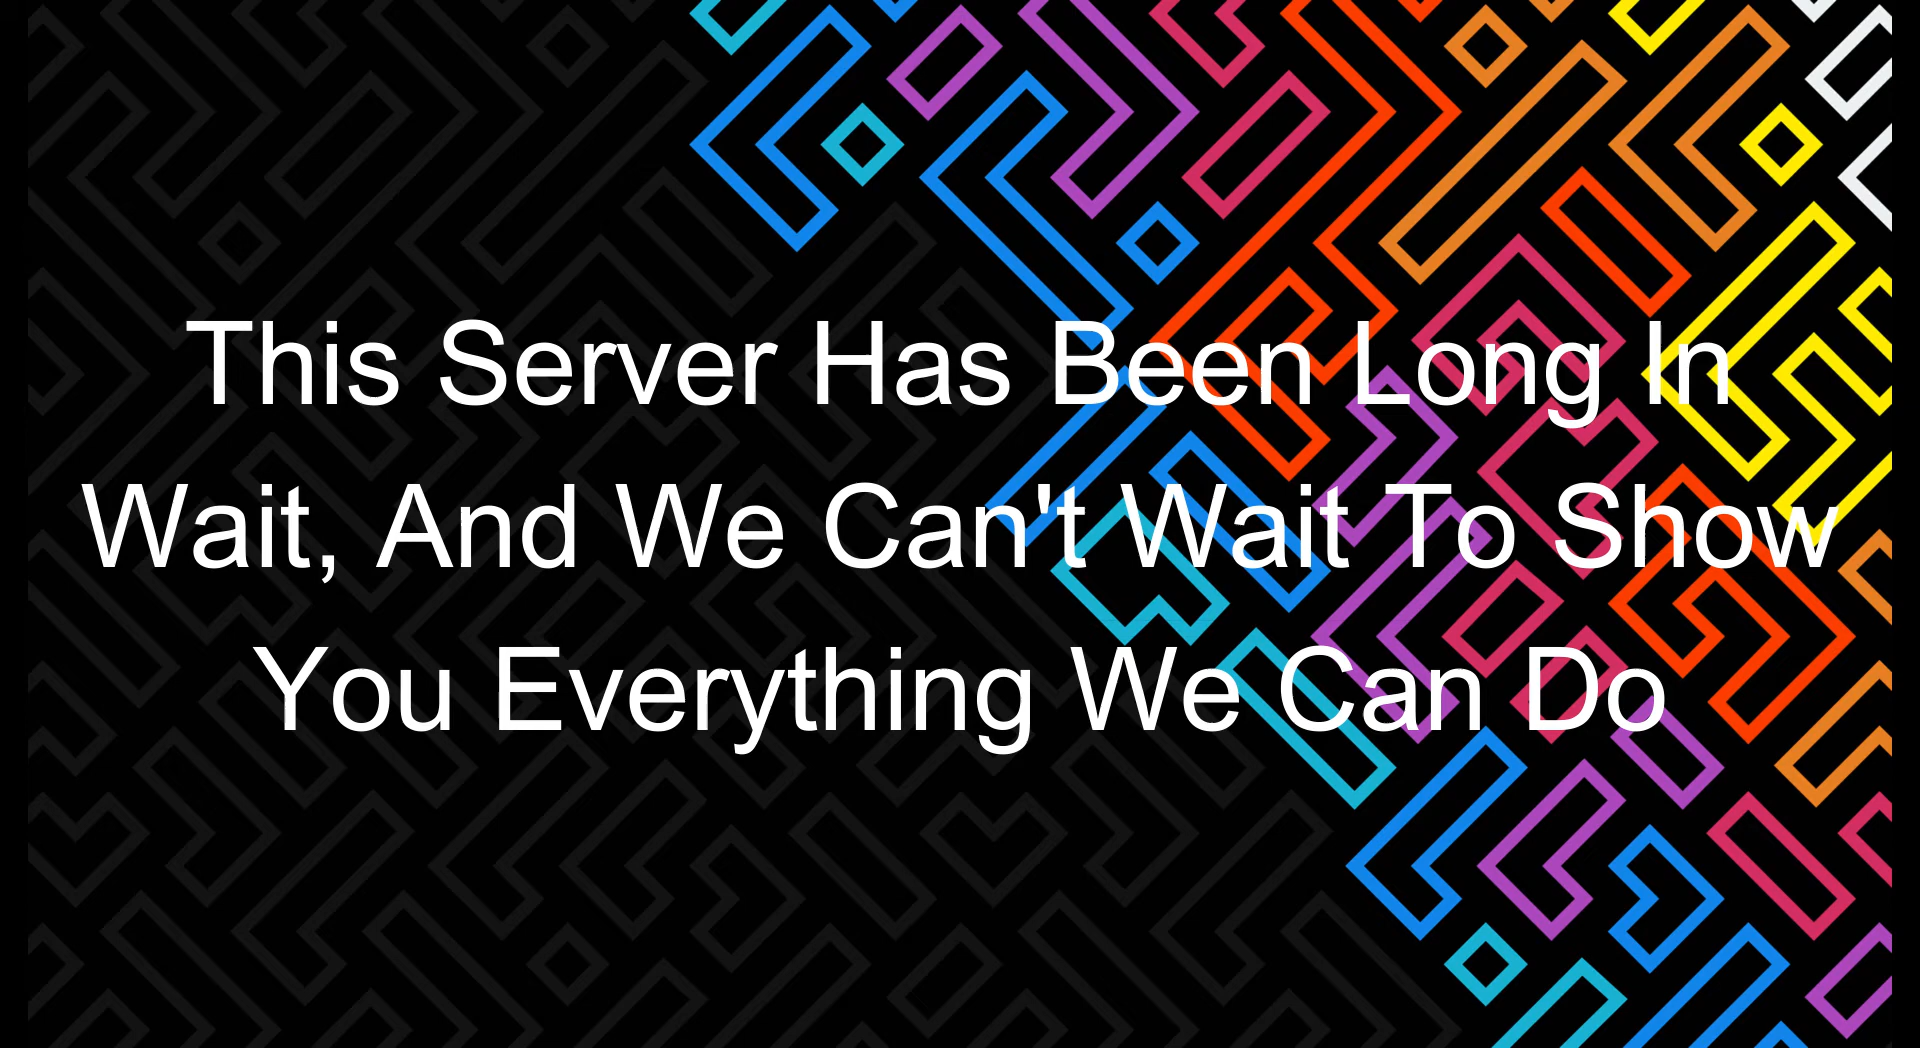 This Server Has Been Long In
Wait, And We Can't Wait To Show
You Everything We Can Do